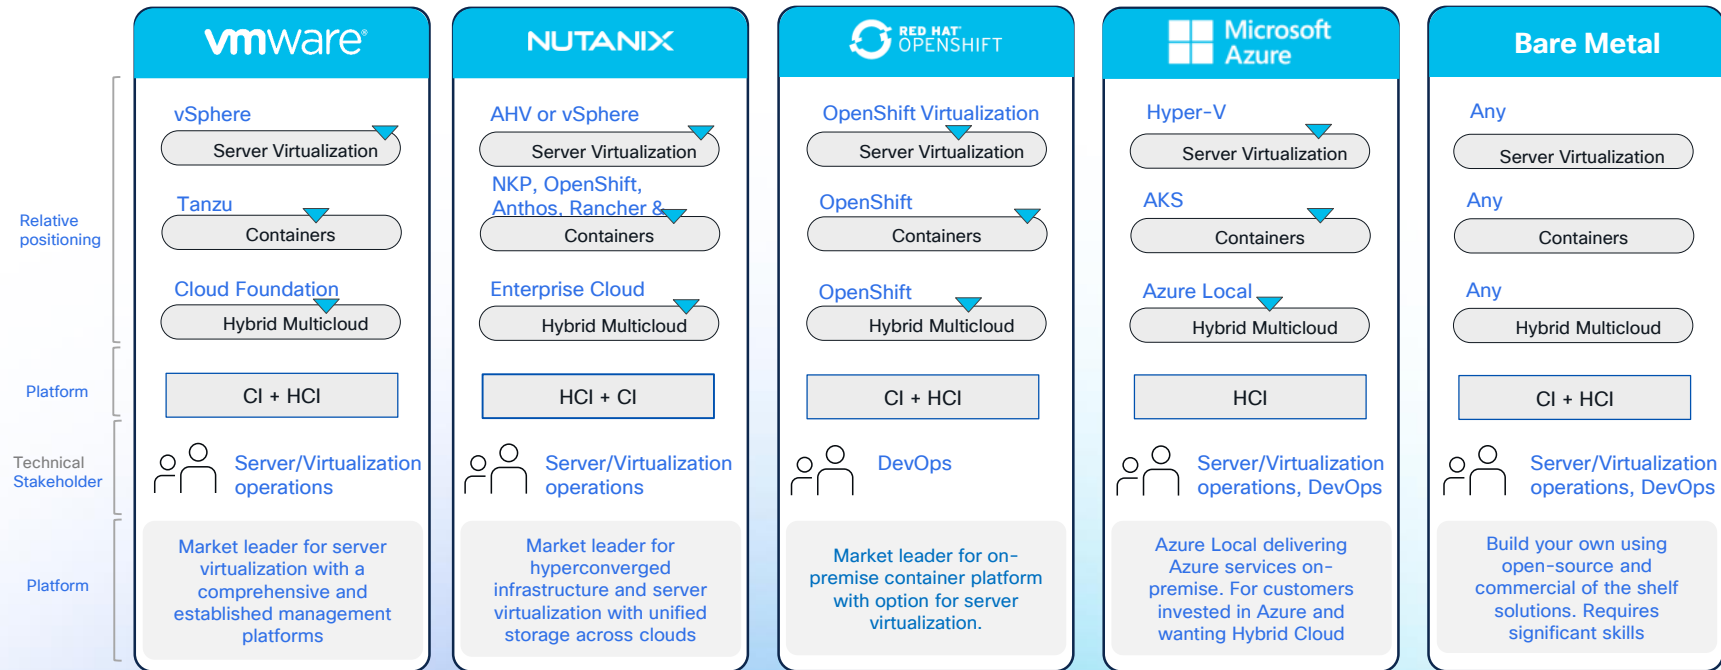 vmware®
vSphere
Server Virtualization
Tanzu
Containers
Cloud Foundation
Hybrid Multicloud
CI + HCI
Server/Virtualization
operations
Market leader for server
virtualization with a
comprehensive and
established management
platforms
NUTANIX
AHV or vSphere
Server Virtualization
NKP, OpenShift,
Anthos, Rancher &
Containers
Enterprise Cloud
Hybrid Multicloud
HCI + CI
Server/Virtualization
operations
Market leader for
hyperconverged
infrastructure and server
virtualization with unified
storage across clouds
RED HAT®
OPENSHIFT
OpenShift Virtualization
Server Virtualization
OpenShift
Containers
OpenShift
Hybrid Multicloud
CI + HCI
DevOps
Market leader for on-
premise container platform
with option for server
virtualization.
Microsoft
Azure
Hyper-V
Server Virtualization
AKS
Containers
Azure Local
Hybrid Multicloud
HCI
Server/Virtualization
operations, DevOps
Azure Local delivering
Azure services on-
premise. For customers
invested in Azure and
wanting Hybrid Cloud
Bare Metal
Any
Server Virtualization
Any
Containers
Any
Hybrid Multicloud
CI + HCI
Server/Virtualization
operations, DevOps
Build your own using
open-source and
commercial of the shelf
solutions. Requires
significant skills
Relative
positioning
Platform
Technical
Stakeholder
Platform